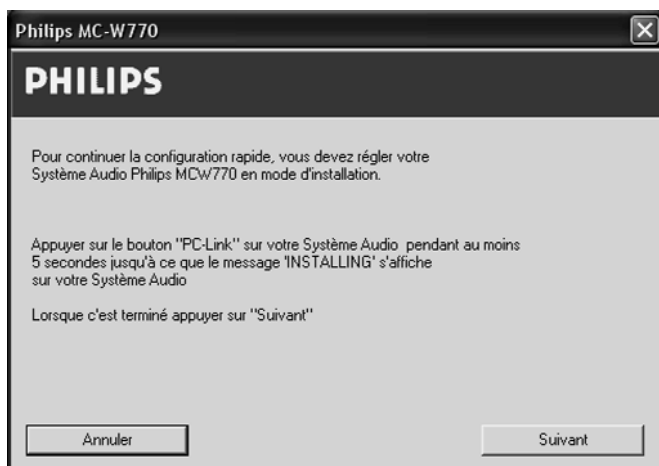 Philips MC-W770
PHILIPS
Pour continuer la configuration rapide, vous devez régler votre
Système Audio Philips MCW770 en mode d'installation.
Appuyer sur le bouton "PC-Link" sur votre Système Audio pendant au moins
5 secondes jusqu'à ce que le message 'INSTALLING' s'affiche
sur votre Système Audio
Lorsque c'est terminé appuyer sur "Suivant"
Annuler
Suivant